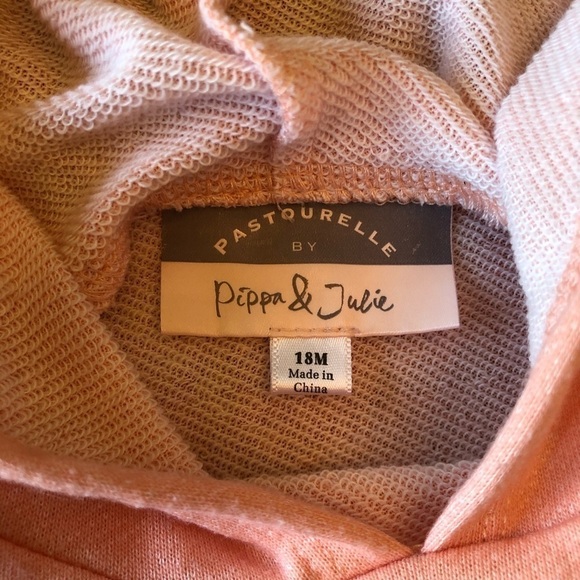 PASTOURELLE
BY
Pippa & Julie
18M
Made in
China